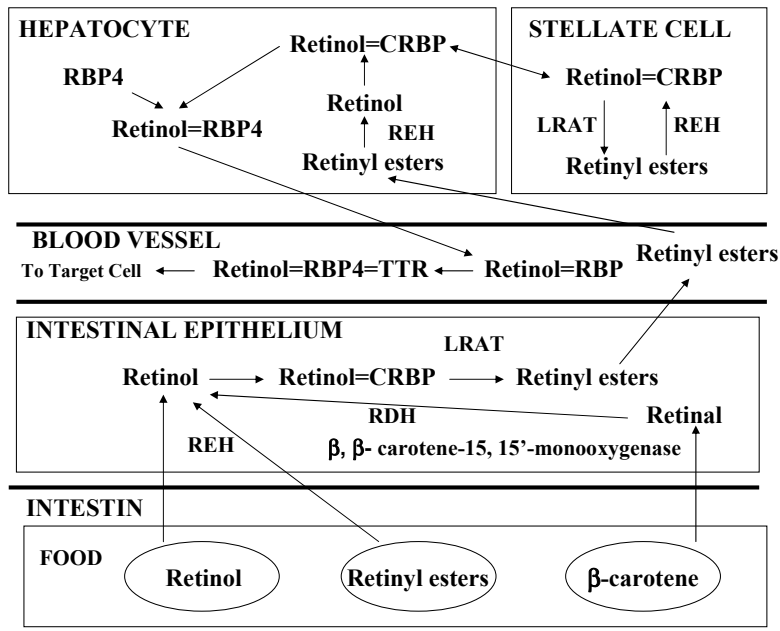 HEPATOCYTE
RBP4
Retinol=RBP4
Retinol=CRBP
Retinol
REH
Retinyl esters
STELLATE CELL
Retinol=CRBP
LRAT
REH
Retinyl esters
BLOOD VESSEL
Retinyl esters
To Target Cell
Retinol=RBP4=TTR
Retinol=RBP
INTESTINAL EPITHELIUM
LRAT
Retinol
Retinol=CRBP
Retinyl esters
RDH
Retinal
REH
β, β- carotene-15, 15’-monooxygenase
INTESTIN
FOOD
Retinol
Retinyl esters
β-carotene